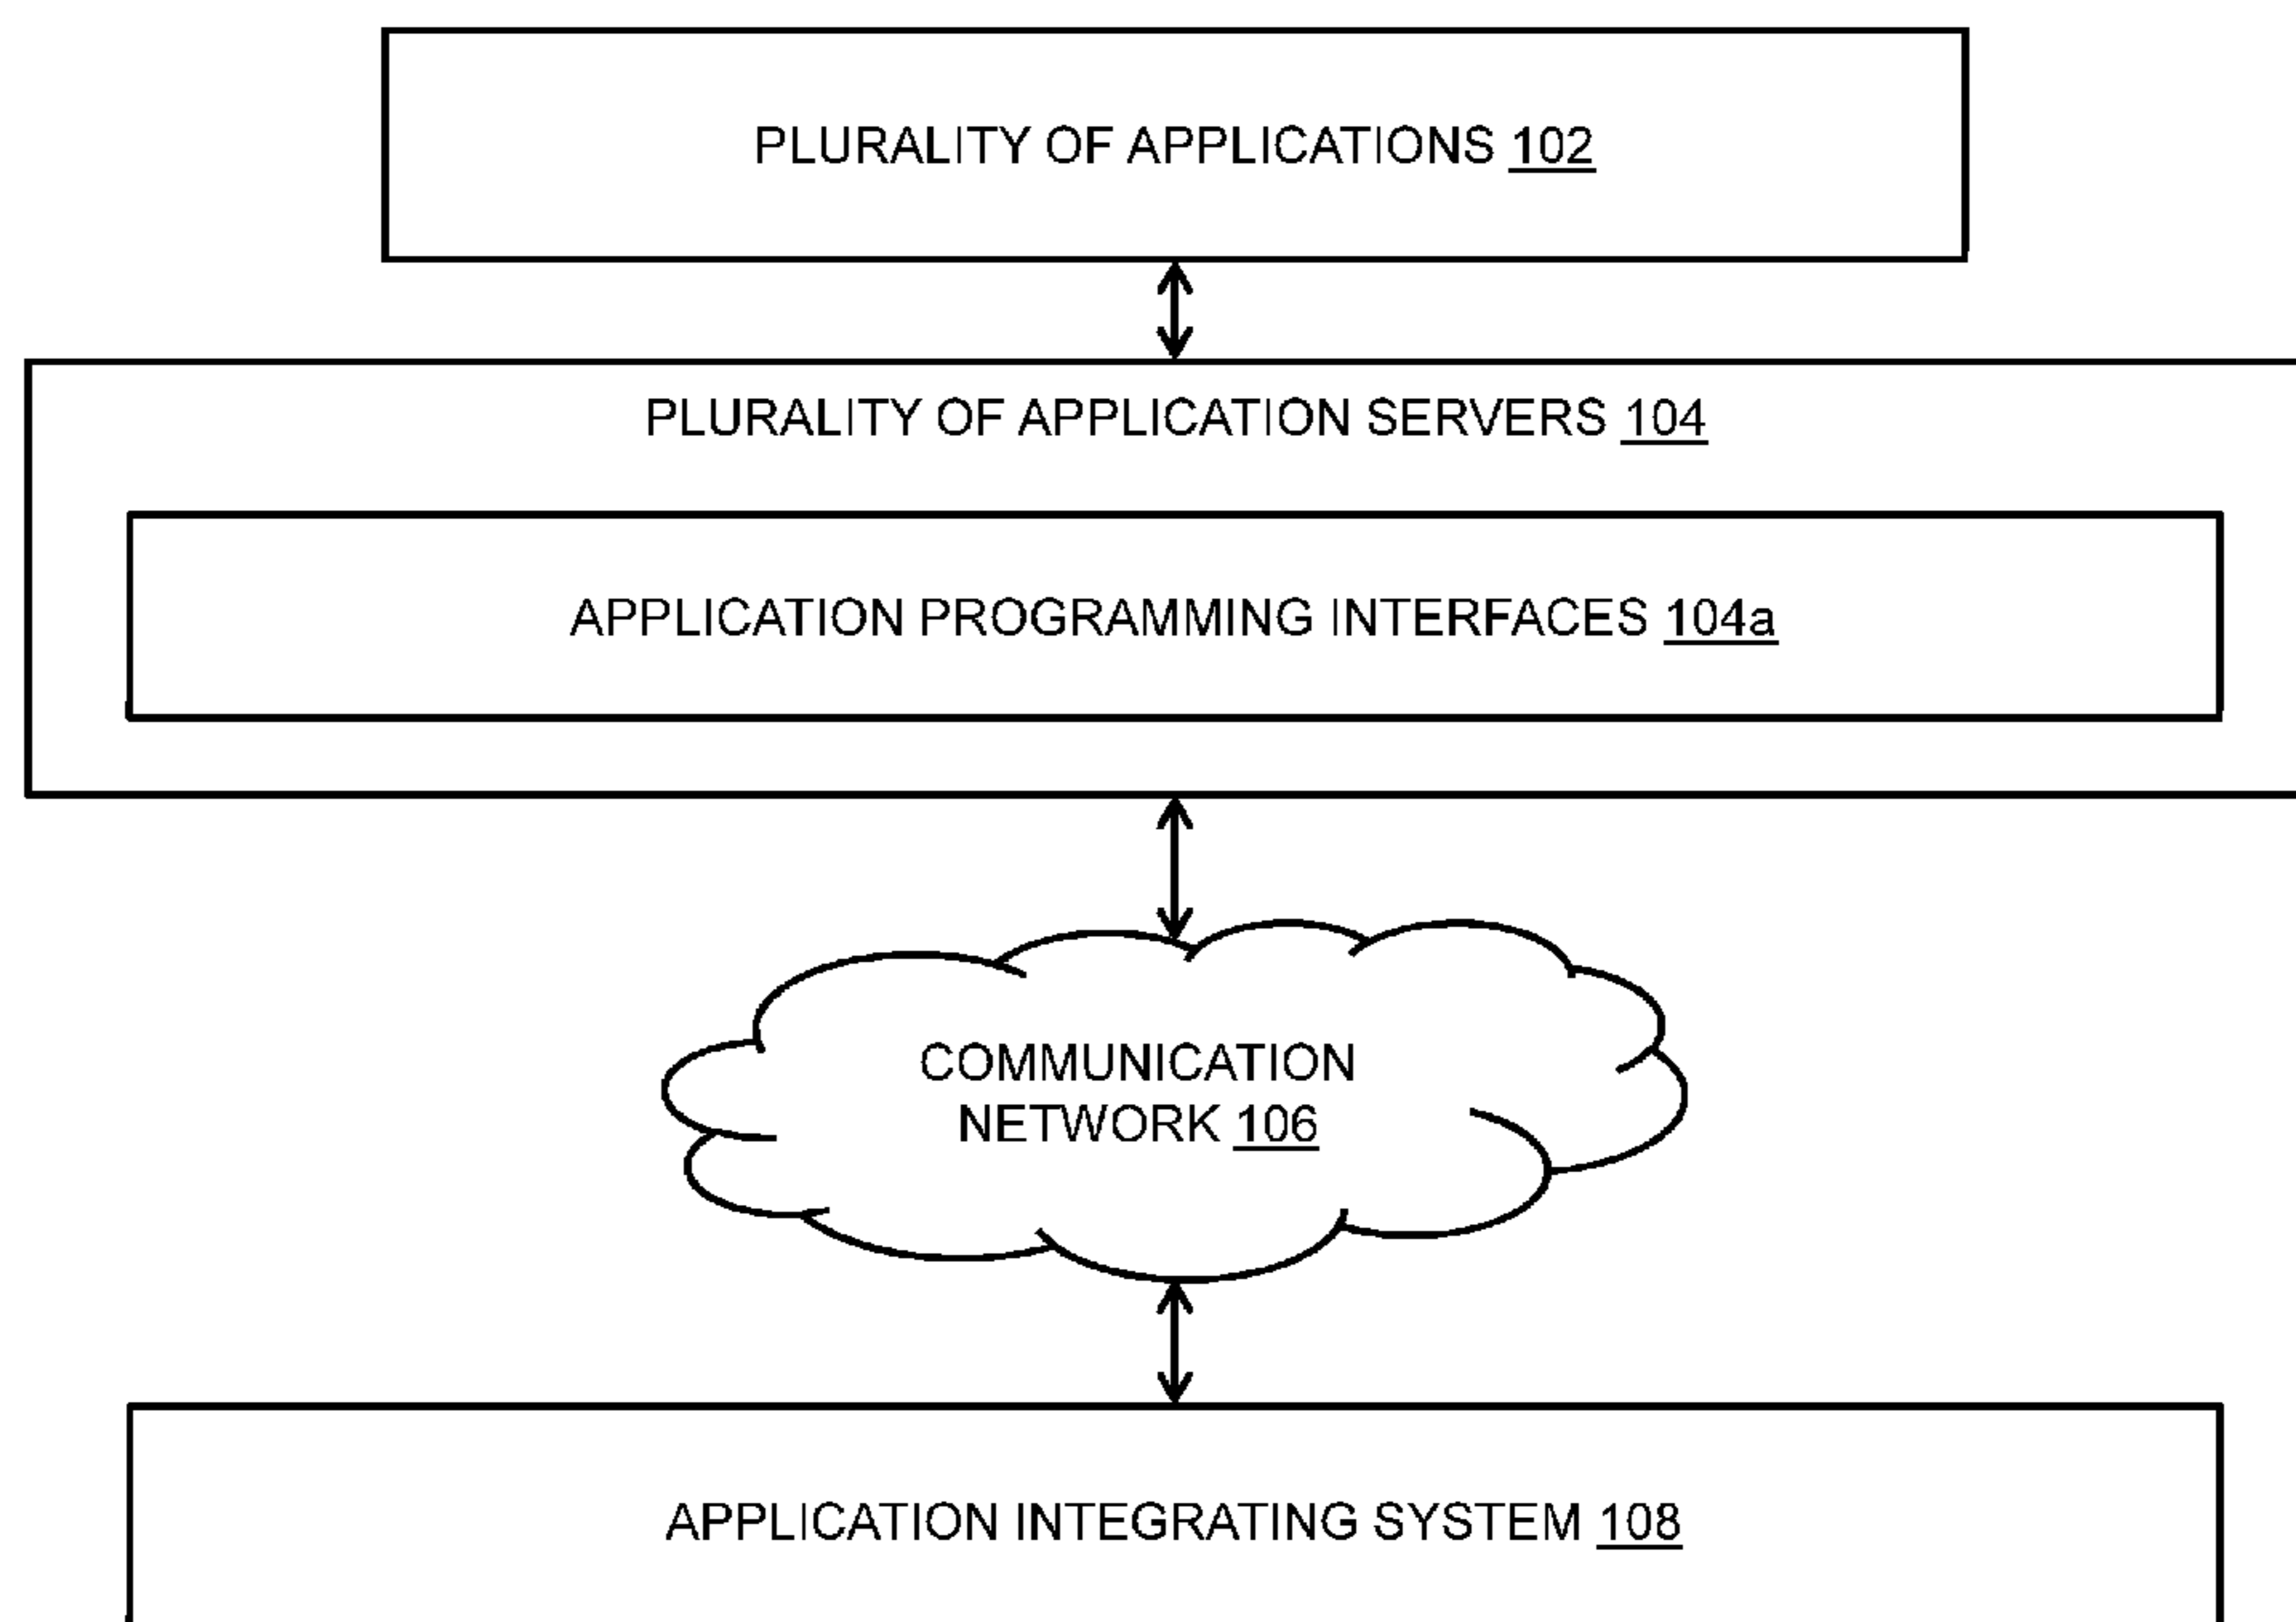 PLURALITY OF APPLICATIONS 102
PLURALITY OF APPLICATION SERVERS 104
APPLICATION PROGRAMMING INTERFACES 104a
COMMUNICATION
NETWORK 106
APPLICATION INTEGRATING SYSTEM 108